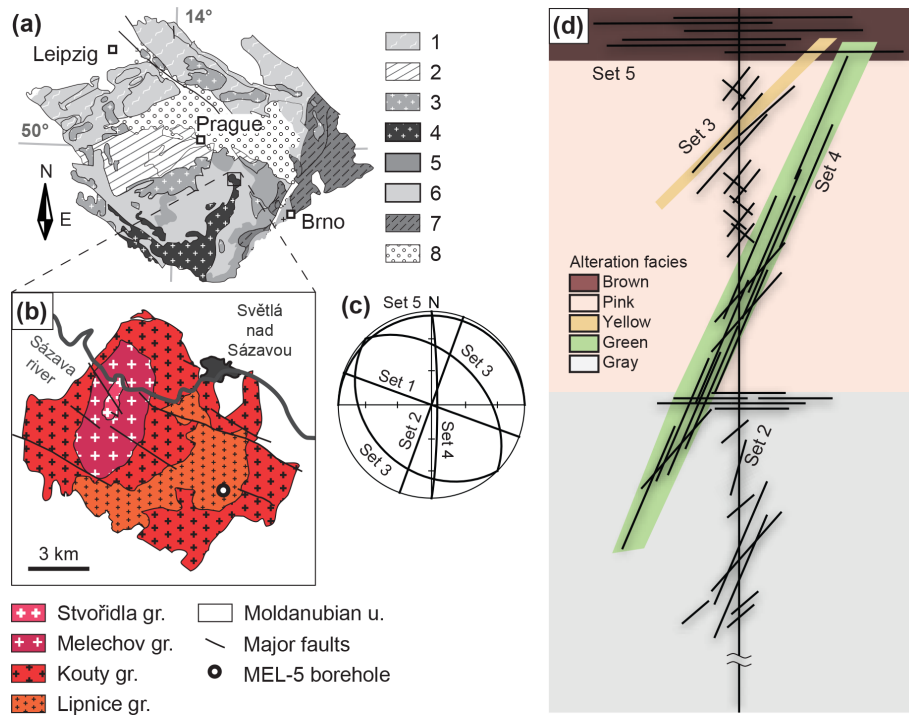 (a)
14°
Leipzig
50°
Prague
N
E
Brno
1
2
3
4
5
6
7
8
(b)
Světlá
nad
Sázavou
Sázava
river
3 km
Stvořidla gr.
Melechov gr.
Kouty gr.
Lipnice gr.
Moldanubian u.
Major faults
MEL-5 borehole
(c)
Set 5
N
Set 3
Set 1
Set 2
Set 4
Set 3
(d)
Set 5
Set 3
Set 4
Alteration facies
Brown
Pink
Yellow
Green
Gray
Set 2